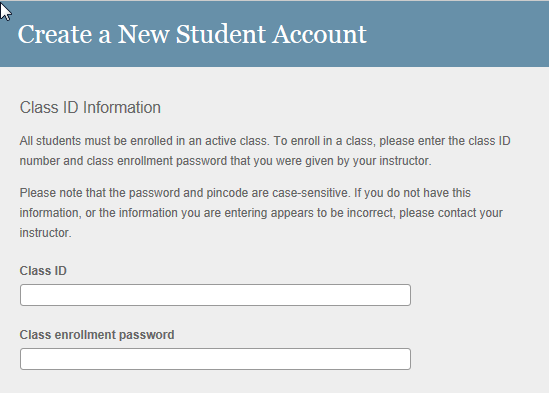 Create a New Student Account
Class ID Information
All students must be enrolled in an active class. To enroll in a class, please enter the class ID
number and class enrollment password that you were given by your instructor.
Please note that the password and pincode are case-sensitive. If you do not have this
information, or the information you are entering appears to be incorrect, please contact your
instructor.
Class ID
Class enrollment password